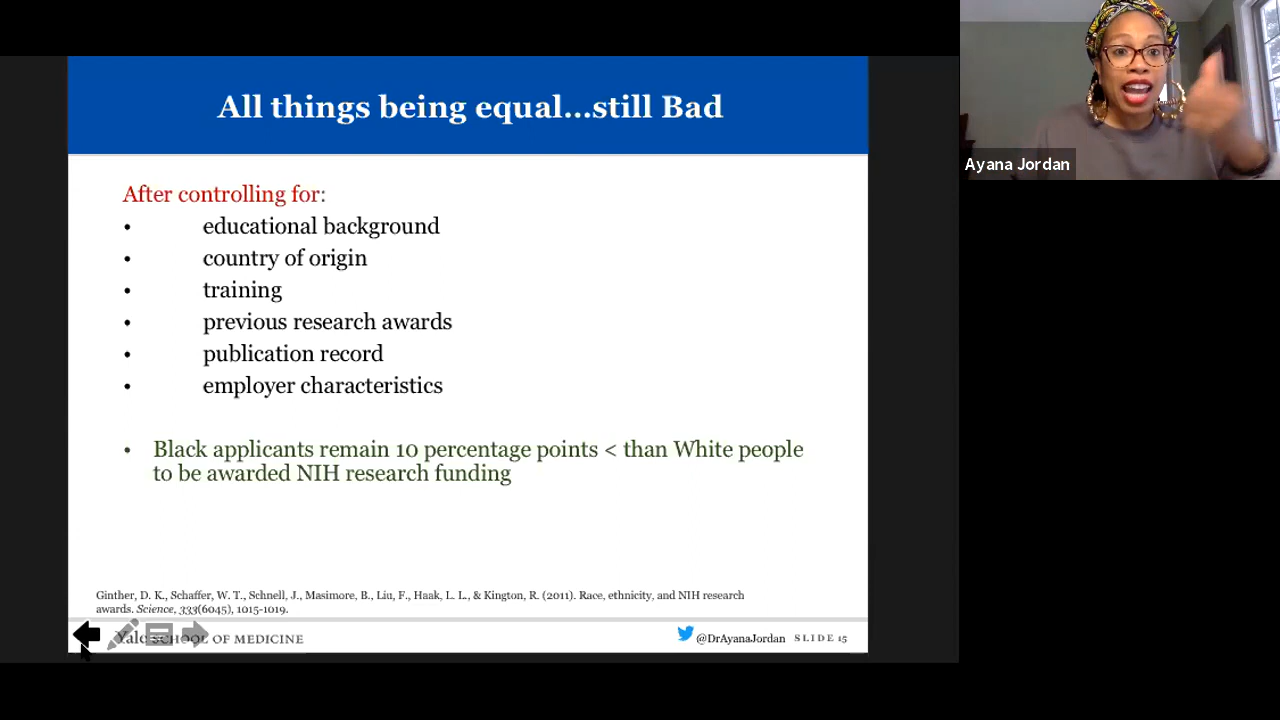 All things being equal...still Bad
After controlling for:
• educational background
• country of origin
• training
• previous research awards
• publication record
• employer characteristics
• Black applicants remain 10 percentage points < than White people
to be awarded NIH research funding
Ginther, D. K., Schaffer, W. T., Schnell, J., Masimore, B., Liu, F., Haak, L. L., & Kington, R. (2011). Race, ethnicity, and NIH research
awards. Science, 333(6045), 1015-1019.
Yale SCHOOL OF MEDICINE
@DrAyanaJordan SLIDE 15
Ayana Jordan